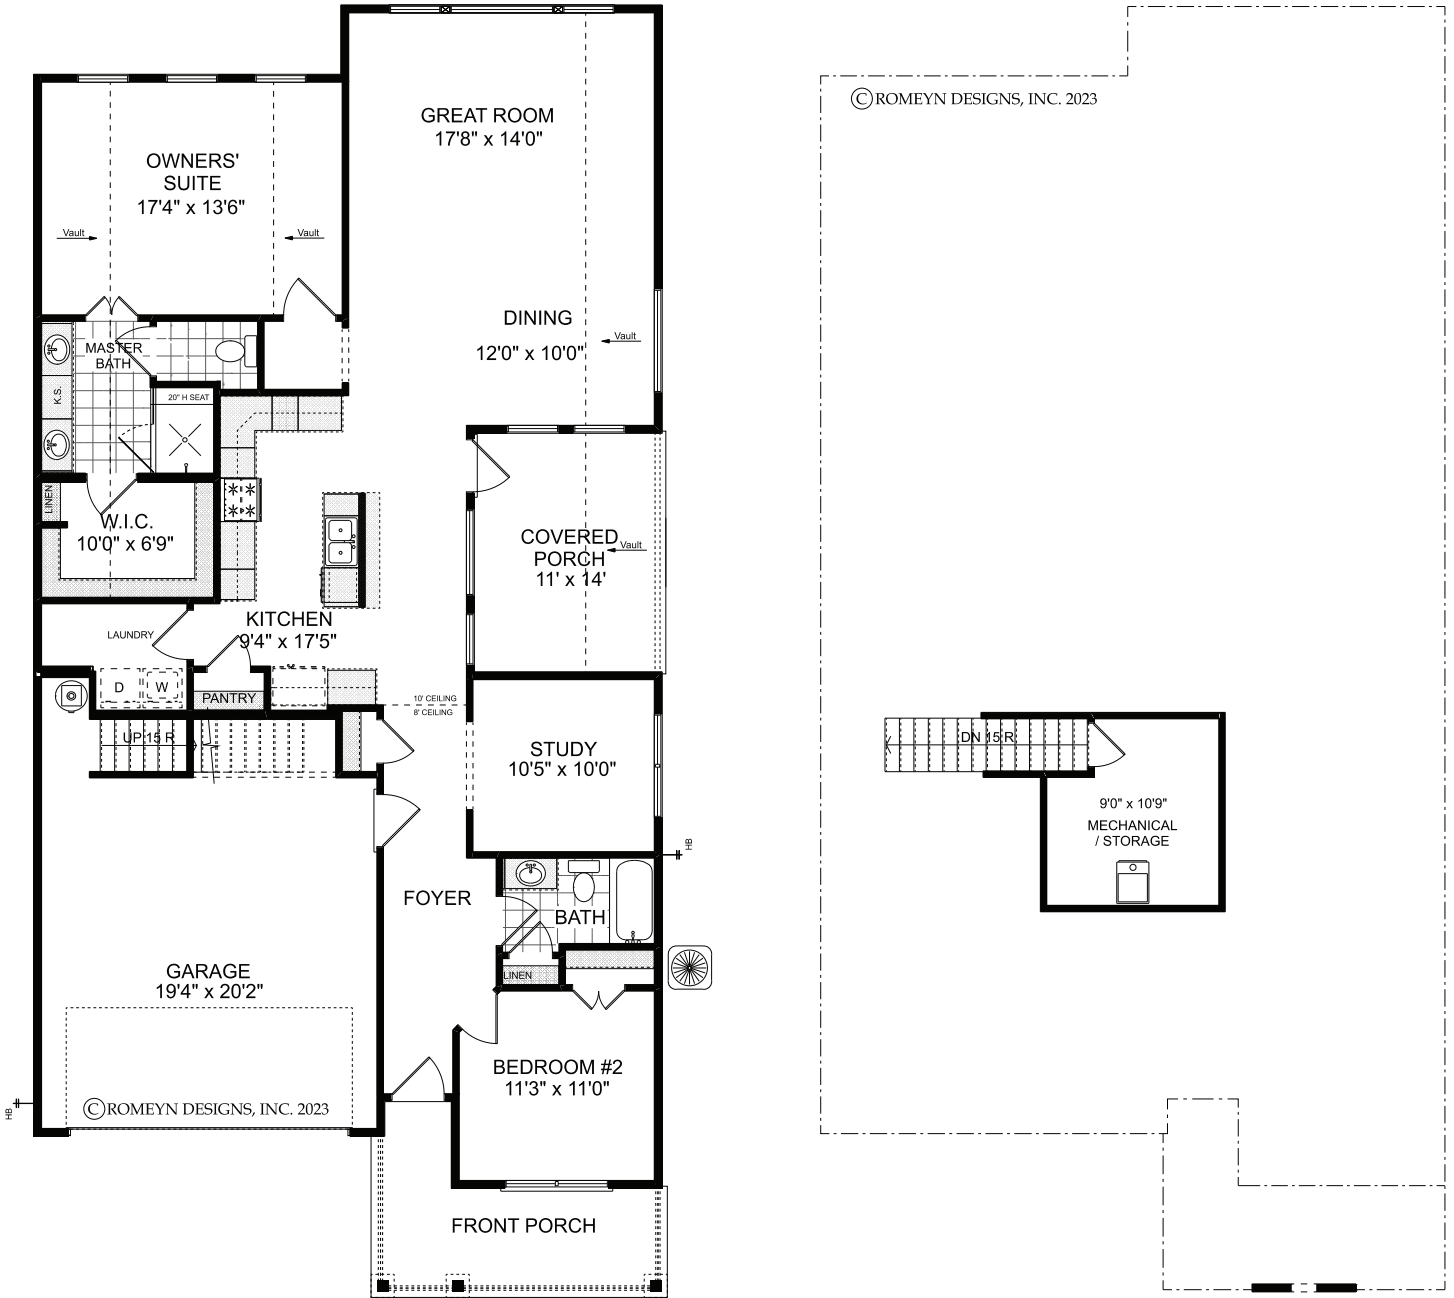 GREAT ROOM
17'8" x 14'0"
OWNERS'
SUITE
17'4" x 13'6"
Vault
Vault
DINING
12'0" x 10'0"
Vault
MASTER
BATH
K.S.
20" H SEAT
LINEN
W.I.C.
10'0" x 6'9"
COVERED
PORCH
11' x 14'
Vault
KITCHEN
9'4" x 17'5"
LAUNDRY
D
W
PANTRY
10' CEILING
8' CEILING
UP 15 R
STUDY
10'5" x 10'0"
HB
FOYER
BATH
LINEN
GARAGE
19'4" x 20'2"
BEDROOM #2
11'3" x 11'0"
HB
© ROMEYN DESIGNS, INC. 2023
FRONT PORCH
© ROMEYN DESIGNS, INC. 2023
DN 15 R
9'0" x 10'9"
MECHANICAL
/ STORAGE